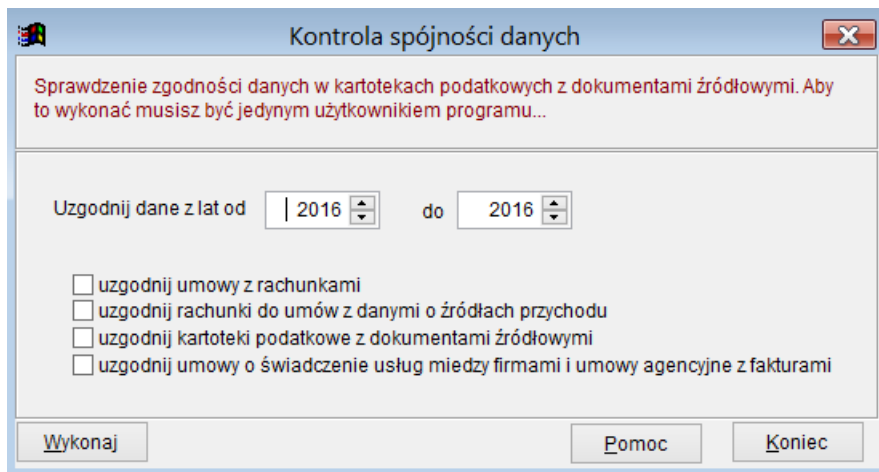 Kontrola spójności danych
Sprawdzenie zgodności danych w kartotekach podatkowych z dokumentami źródłowymi. Aby
to wykonać musisz być jedynym użytkownikiem programu...
Uzgodnij dane z lat od 2016 do 2016
uzgodnij umowy z rachunkami
uzgodnij rachunki do umów z danymi o źródłach przychodu
uzgodnij kartoteki podatkowe z dokumentami źródłowymi
uzgodnij umowy o świadczenie usług miedzy firmami i umowy agencyjne z fakturami
Wykonaj Pomoc Koniec